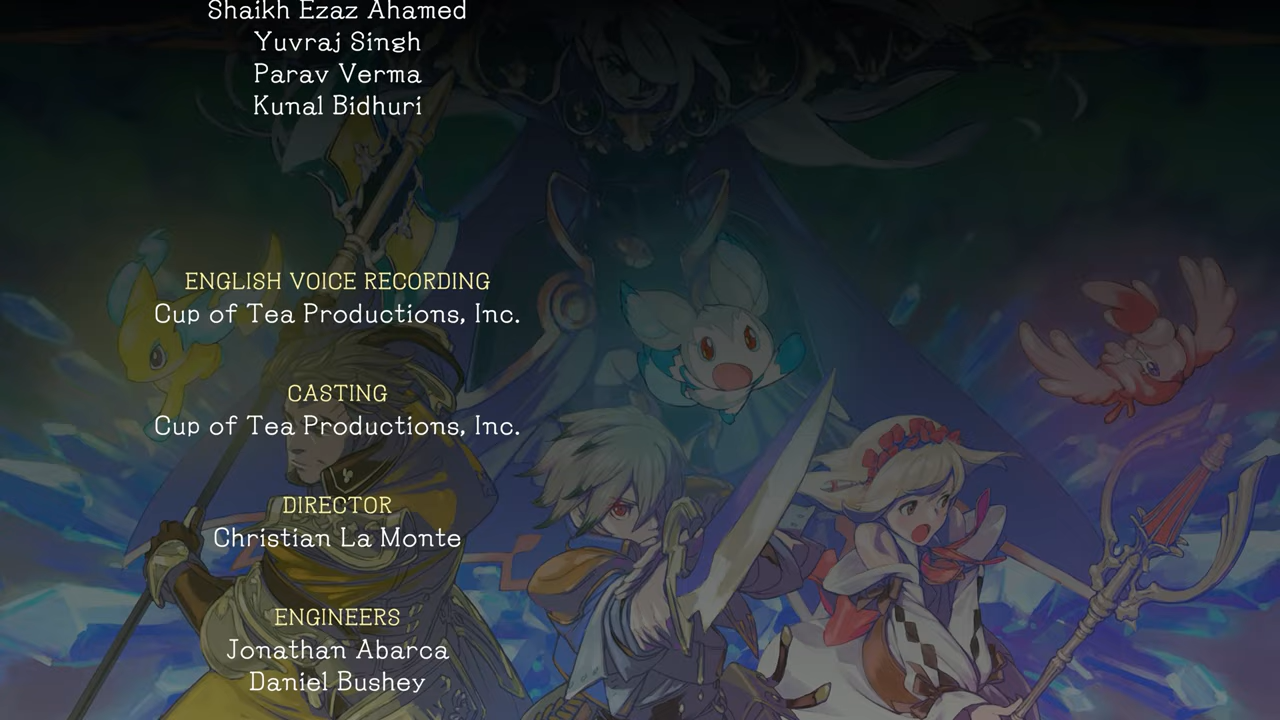 Shaikh Ezaz Ahamed
Yuvraj Singh
Parav Verma
Kunal Bidhuri
ENGLISH VOICE RECORDING
Cup of Tea Productions, Inc.
CASTING
Cup of Tea Productions, Inc.
DIRECTOR
Christian La Monte
ENGINEERS
Jonathan Abarca
Daniel Bushey